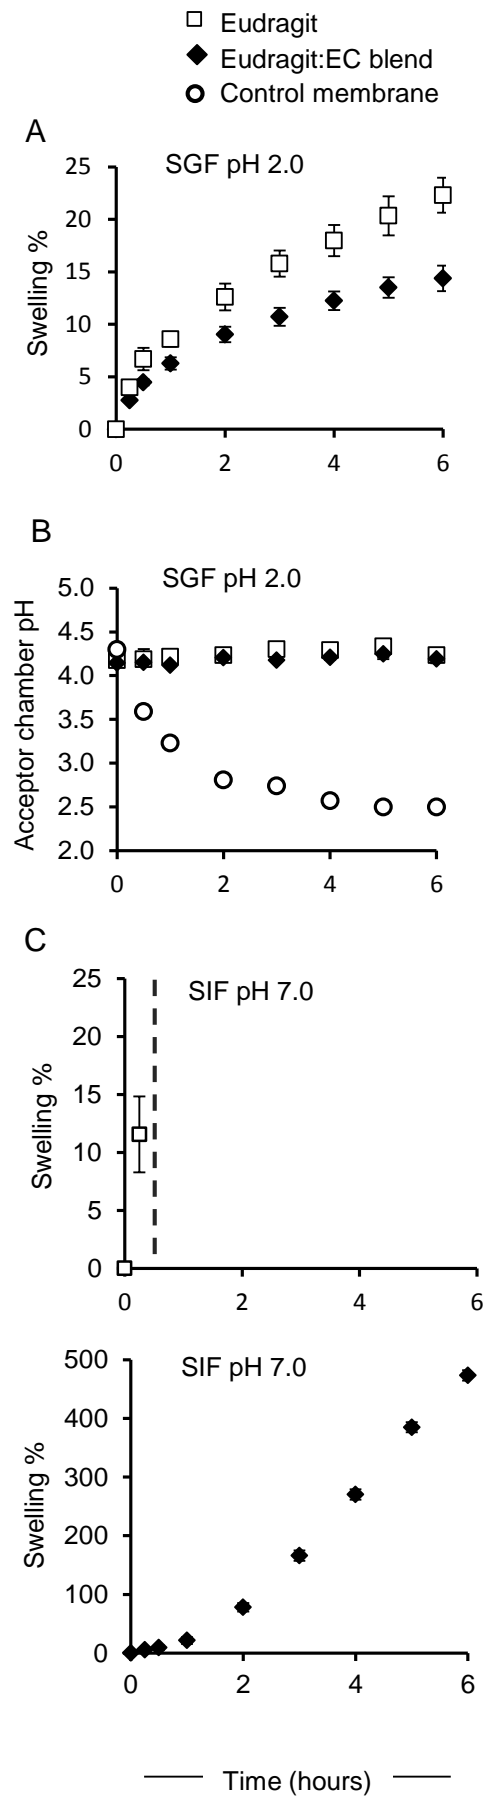 Eudragit
Eudragit:EC blend
Control membrane
A
SGF pH 2.0
Swelling %
25
20
15
10
5
0
0 2 4 6
B
SGF pH 2.0
Acceptor chamber pH
5.0
4.5
4.0
3.5
3.0
2.5
2.0
0 2 4 6
C
SIF pH 7.0
Swelling %
25
20
15
10
5
0
0 2 4 6
SIF pH 7.0
Swelling %
500
400
300
200
100
0
0 2 4 6
Time (hours)